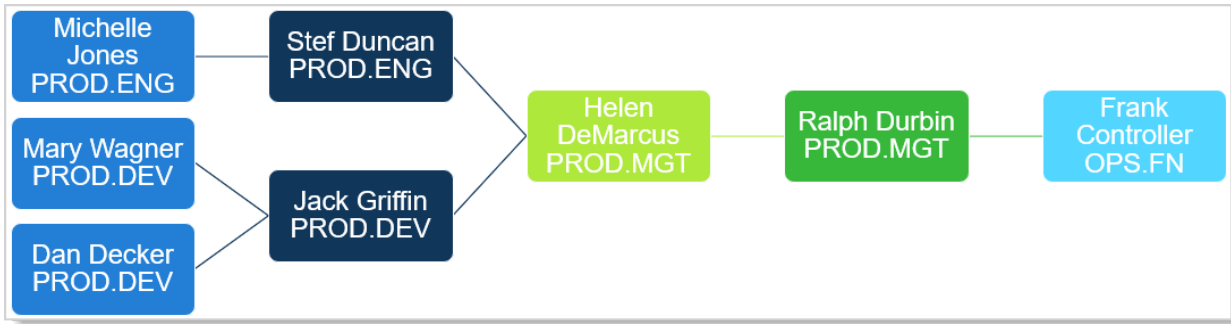 Michelle
Jones
PROD.ENG
Mary Wagner
PROD.DEV
Dan Decker
PROD.DEV
Stef Duncan
PROD.ENG
Jack Griffin
PROD.DEV
Helen
DeMarcus
PROD.MGT
Ralph Durbin
PROD.MGT
Frank
Controller
OPS.FN